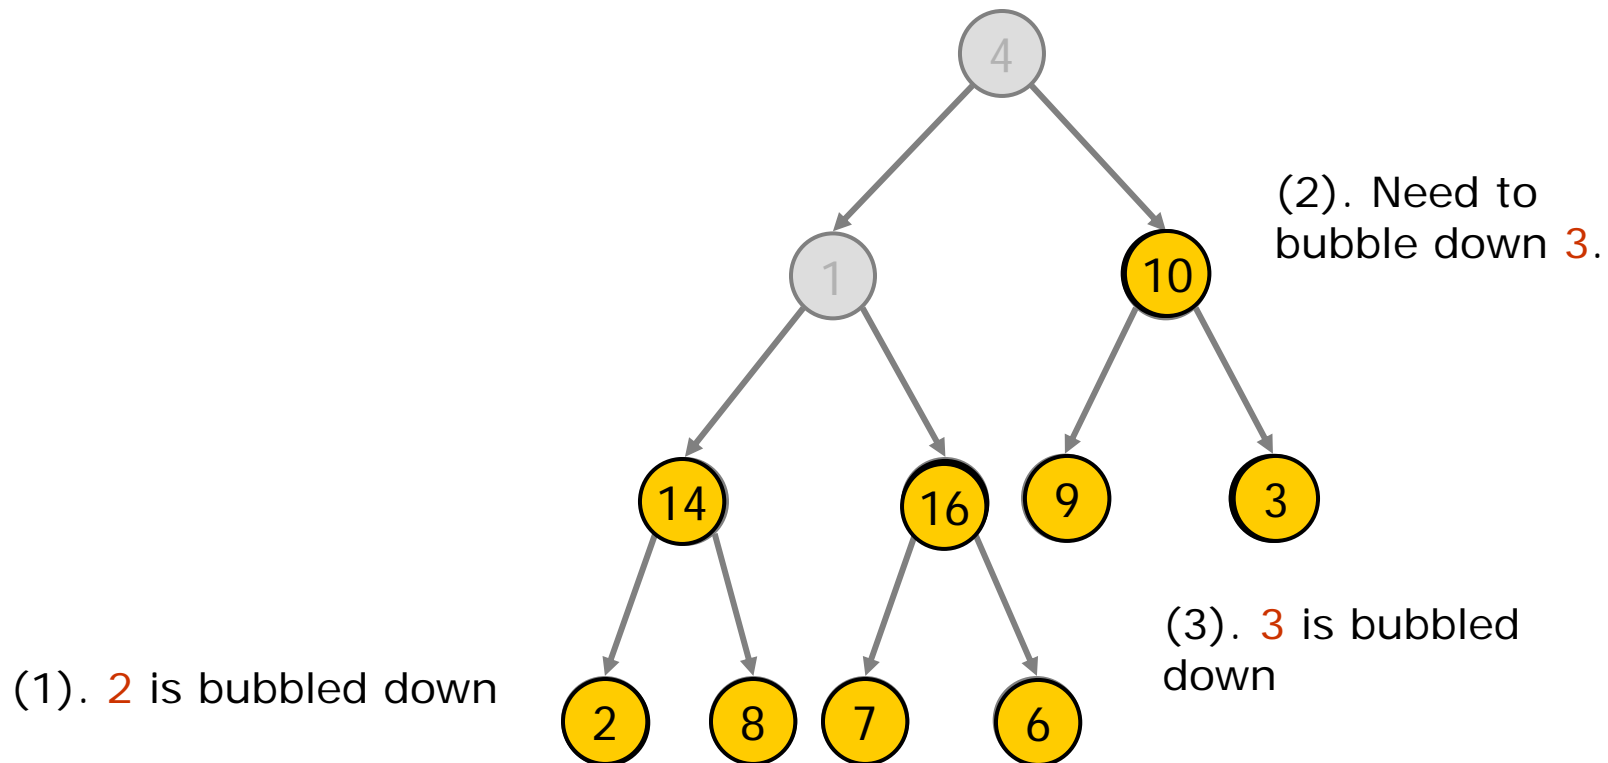 4
(2). Need to
bubble down 3.
1
10
14
16
9
3
(3). 3 is bubbled
down
(1). 2 is bubbled down
2
8
7
6